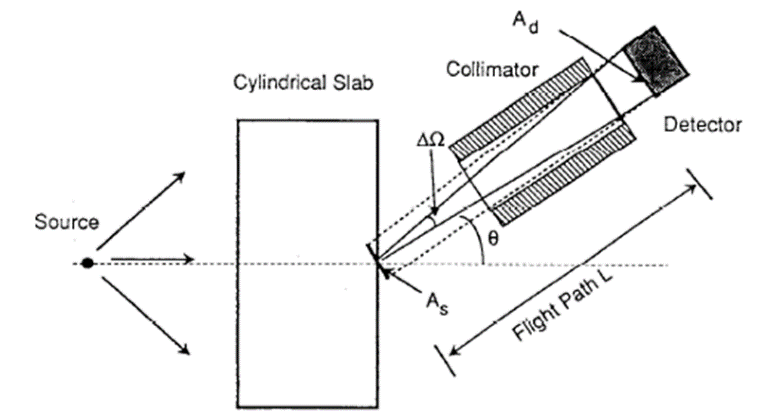 A_d
Collimator
Cylindrical Slab
Detector
ΔΩ
Source
θ
A_s
Flight Path L